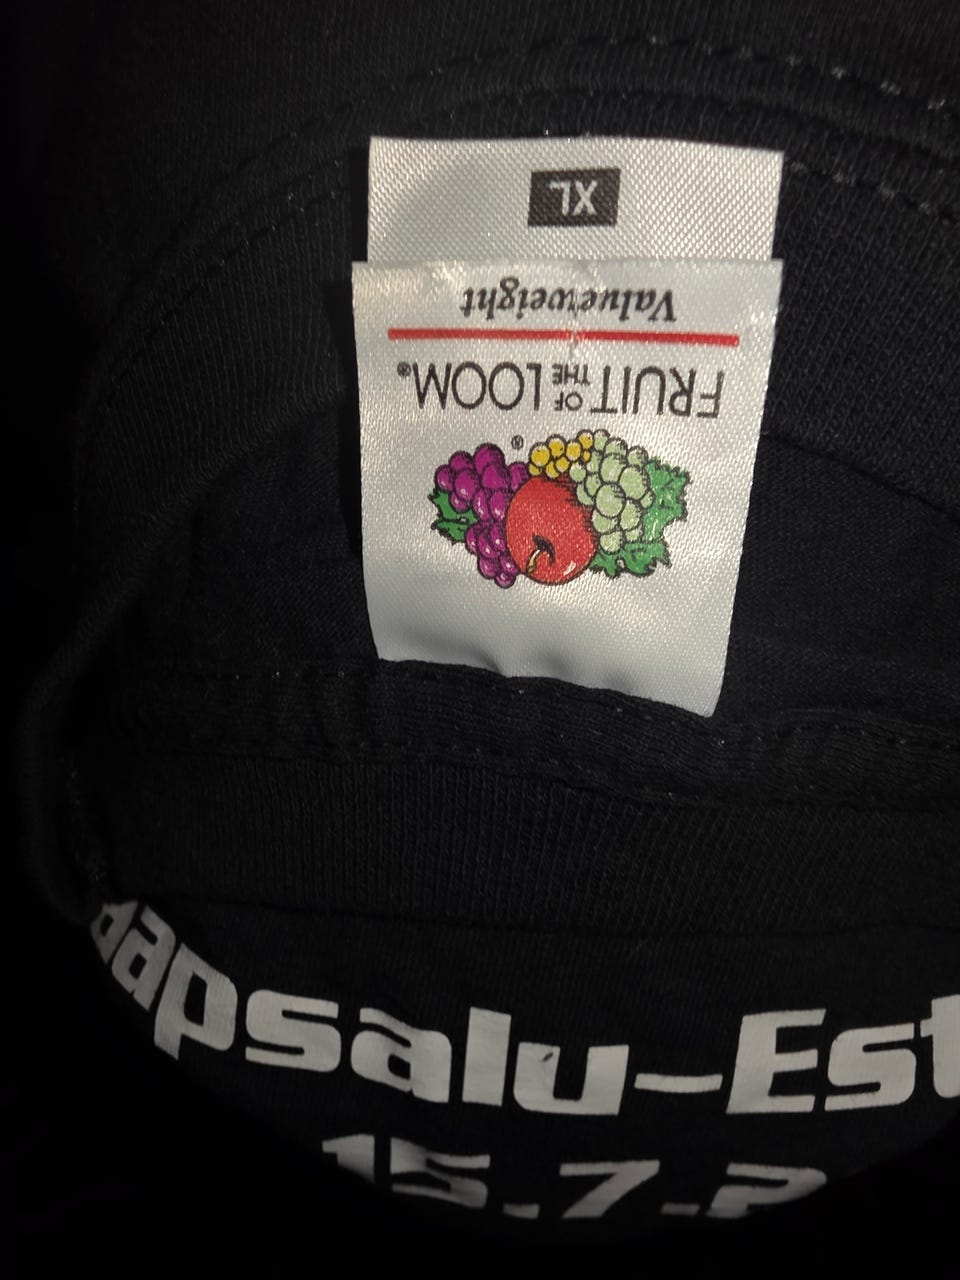 XL
Valueweight
FRUIT OF THE LOOM®
®
aapsalu-Est
15.7.2